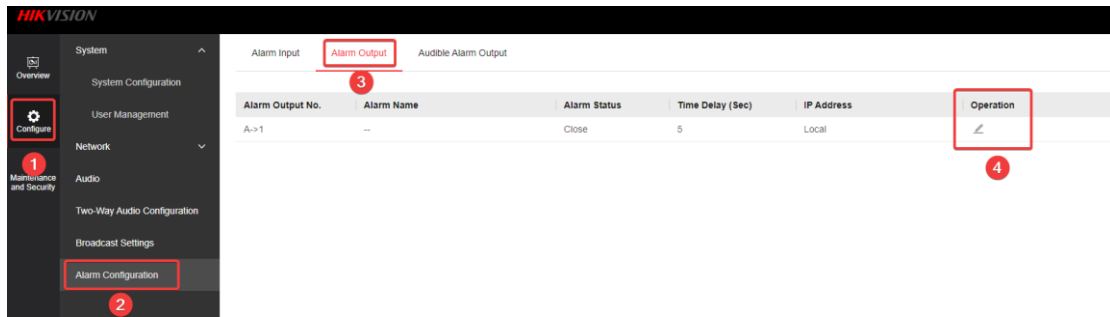 HIKVISION
Overview
Configure
1
Maintenance
and Security
System
System Configuration
User Management
Network
Audio
Two-Way Audio Configuration
Broadcast Settings
Alarm Configuration
2
Alarm Input Alarm Output Audible Alarm Output
3
Alarm Output No. Alarm Name Alarm Status Time Delay (Sec) IP Address Operation
A->1 -- Close 5 Local
4